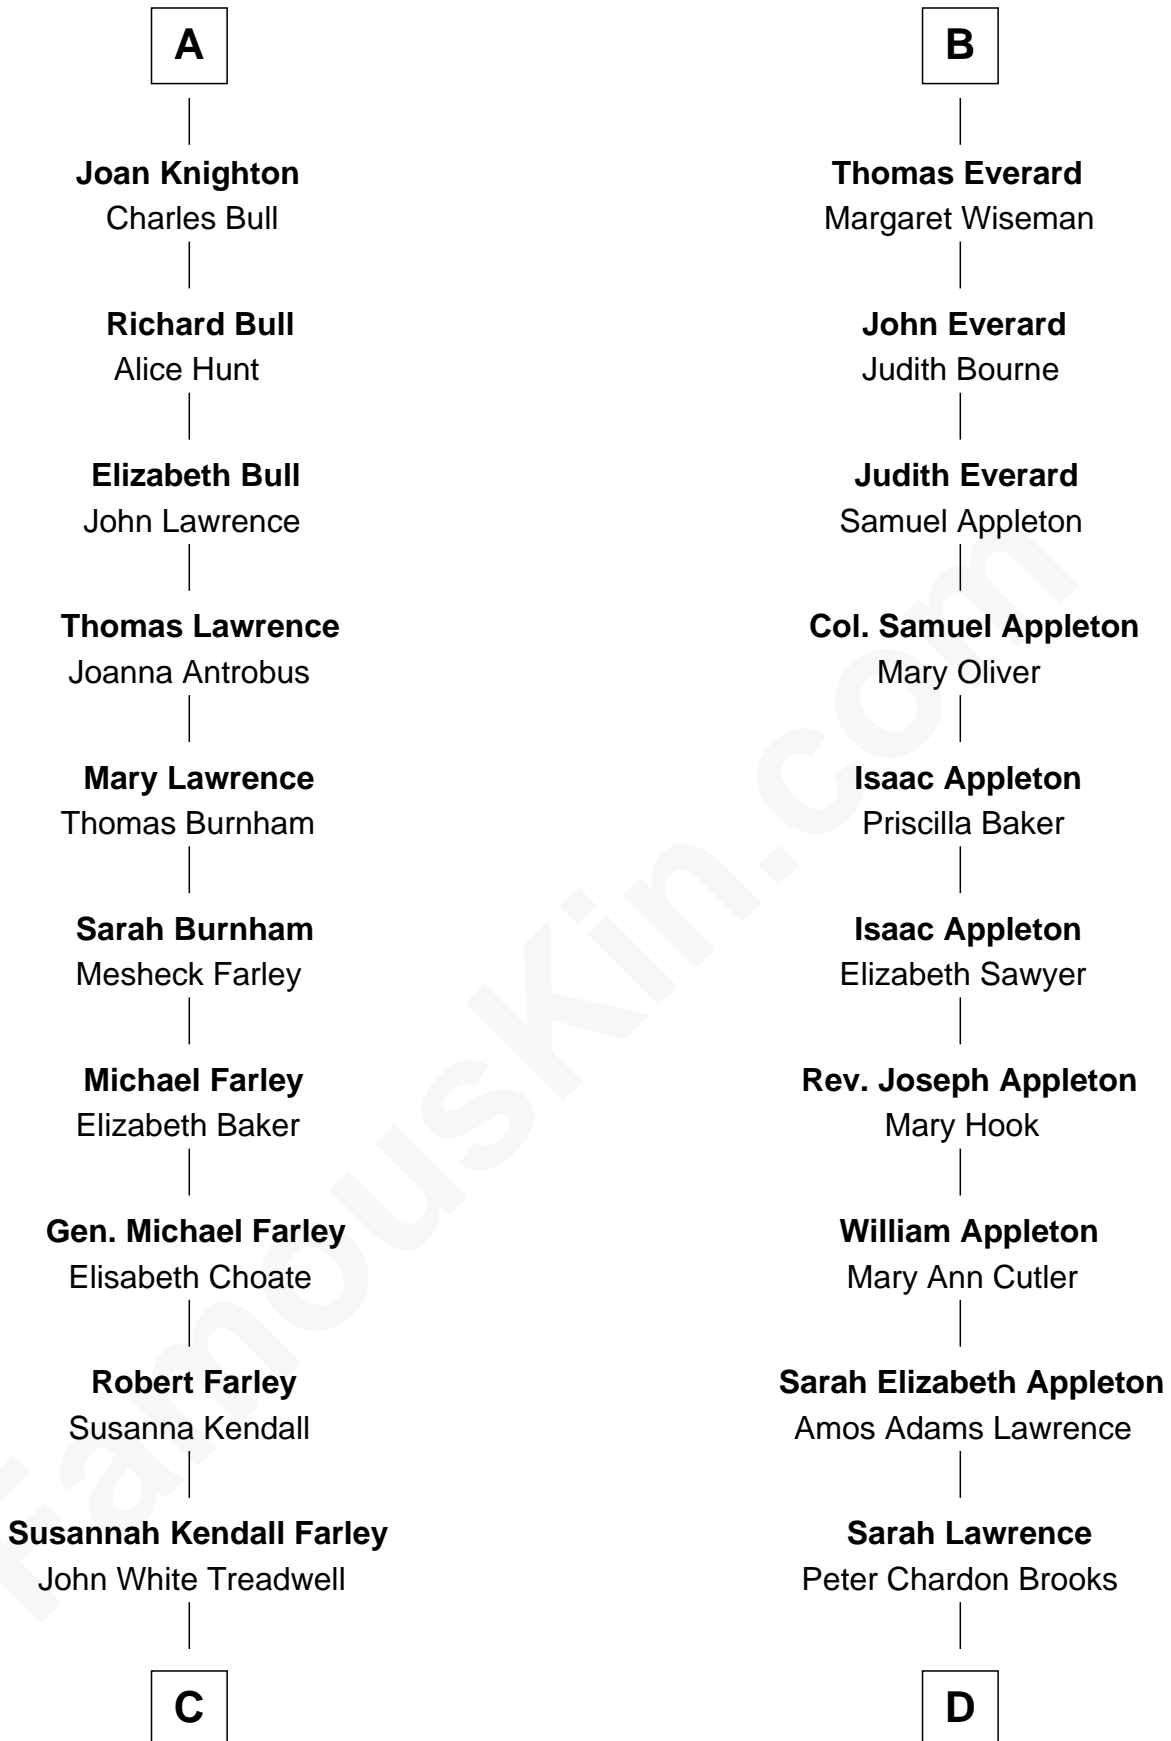 A
Joan Knighton
Charles Bull
Richard Bull
Alice Hunt
Elizabeth Bull
John Lawrence
Thomas Lawrence
Joanna Antrobus
Mary Lawrence
Thomas Burnham
Sarah Burnham
Mesheck Farley
Michael Farley
Elizabeth Baker
Gen. Michael Farley
Elisabeth Choate
Robert Farley
Susanna Kendall
Susannah Kendall Farley
John White Treadwell
C
B
Thomas Everard
Margaret Wiseman
John Everard
Judith Bourne
Judith Everard
Samuel Appleton
Col. Samuel Appleton
Mary Oliver
Isaac Appleton
Priscilla Baker
Isaac Appleton
Elizabeth Sawyer
Rev. Joseph Appleton
Mary Hook
William Appleton
Mary Ann Cutler
Sarah Elizabeth Appleton
Amos Adams Lawrence
Sarah Lawrence
Peter Chardon Brooks
D
FamousKin.com